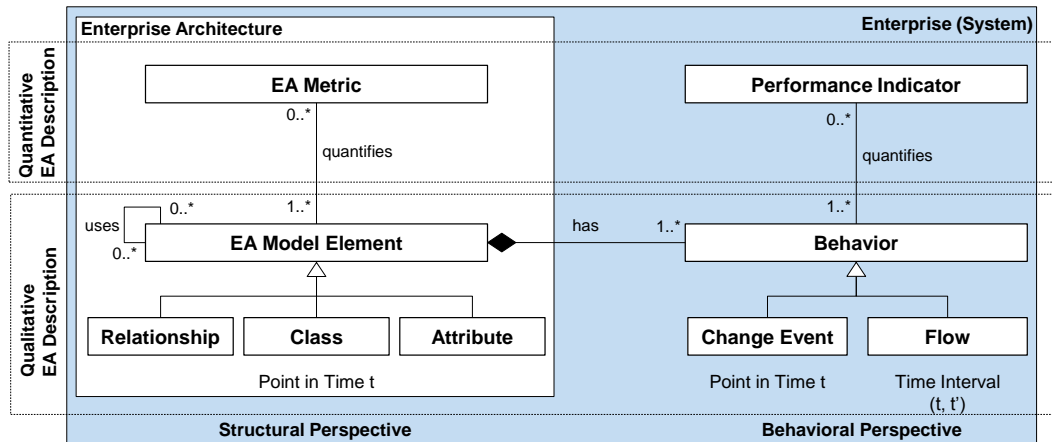 Enterprise Architecture
Enterprise (System)
Quantitative
EA Description
EA Metric
Performance Indicator
0..*
0..*
quantifies
quantifies
Qualitative
EA Description
uses
0..*
0..*
1..*
EA Model Element
has
1..*
1..*
Behavior
Relationship
Class
Attribute
Change Event
Flow
Point in Time t
Point in Time t
Time Interval
(t, t')
Structural Perspective
Behavioral Perspective